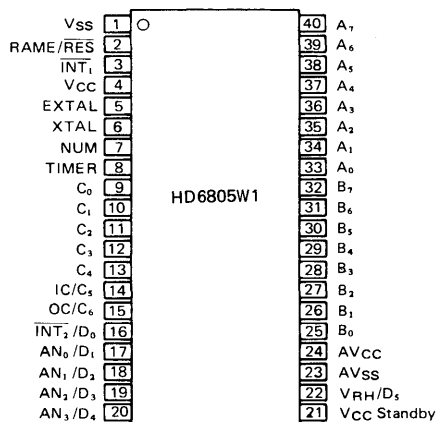 VSS 1 40 A₇
RAME/R̅E̅S̅ 2 39 A₆
I̅N̅T̅₁ 3 38 A₅
VCC 4 37 A₄
EXTAL 5 36 A₃
XTAL 6 35 A₂
NUM 7 34 A₁
TIMER 8 33 A₀
C₀ 9 HD6805W1 32 B₇
C₁ 10 31 B₆
C₂ 11 30 B₅
C₃ 12 29 B₄
C₄ 13 28 B₃
IC/C₅ 14 27 B₂
OC/C₆ 15 26 B₁
I̅N̅T̅₂/D₀ 16 25 B₀
AN₀/D₁ 17 24 AVCC
AN₁/D₂ 18 23 AVSS
AN₂/D₃ 19 22 VRH/D₅
AN₃/D₄ 20 21 VCC Standby